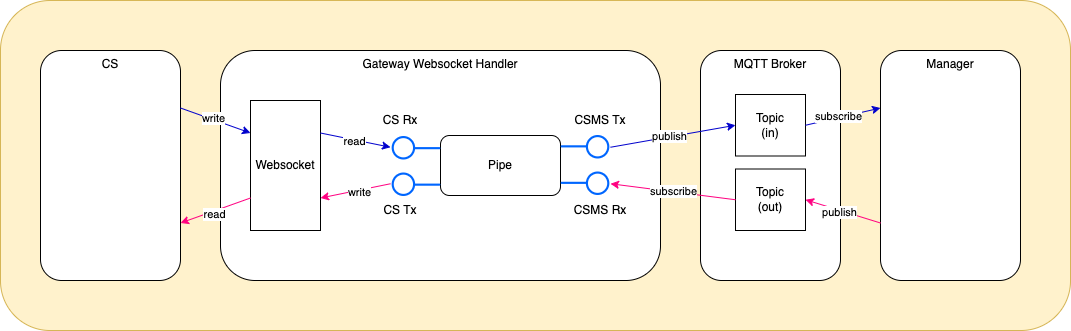 CS
Gateway Websocket Handler
MQTT Broker
Manager
write
Websocket
read
CS Rx
CSMS Tx
publish
Topic
(in)
subscribe
Pipe
read
write
CS Tx
CSMS Rx
subscribe
Topic
(out)
publish